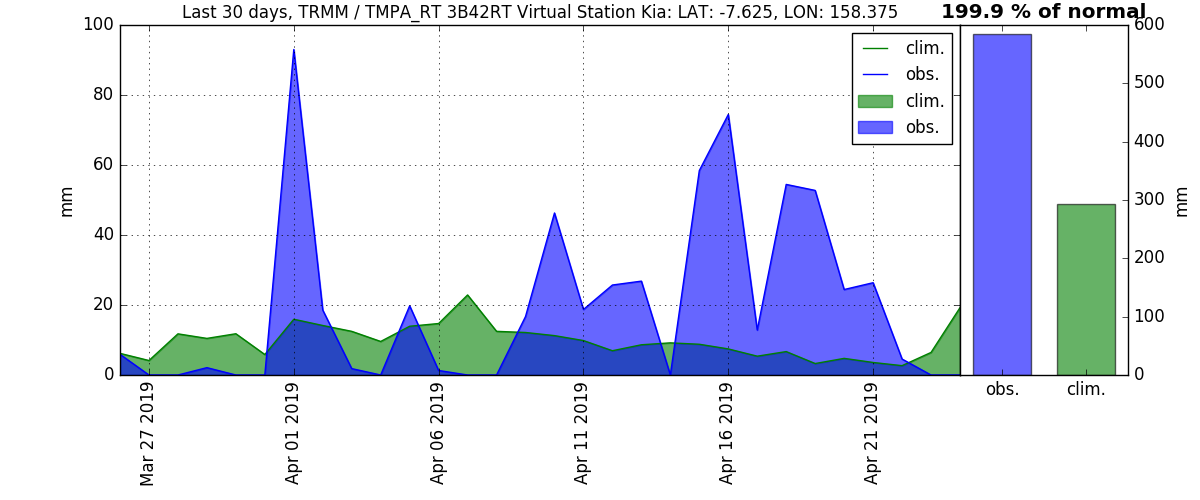 Last 30 days, TRMM / TMPA_RT 3B42RT Virtual Station Kia: LAT: -7.625, LON: 158.375
199.9 % of normal
100
80
60
40
20
0
mm
clim.
obs.
clim.
obs.
Mar 27 2019
Apr 01 2019
Apr 06 2019
Apr 11 2019
Apr 16 2019
Apr 21 2019
600
500
400
300
200
100
0
mm
obs.
clim.